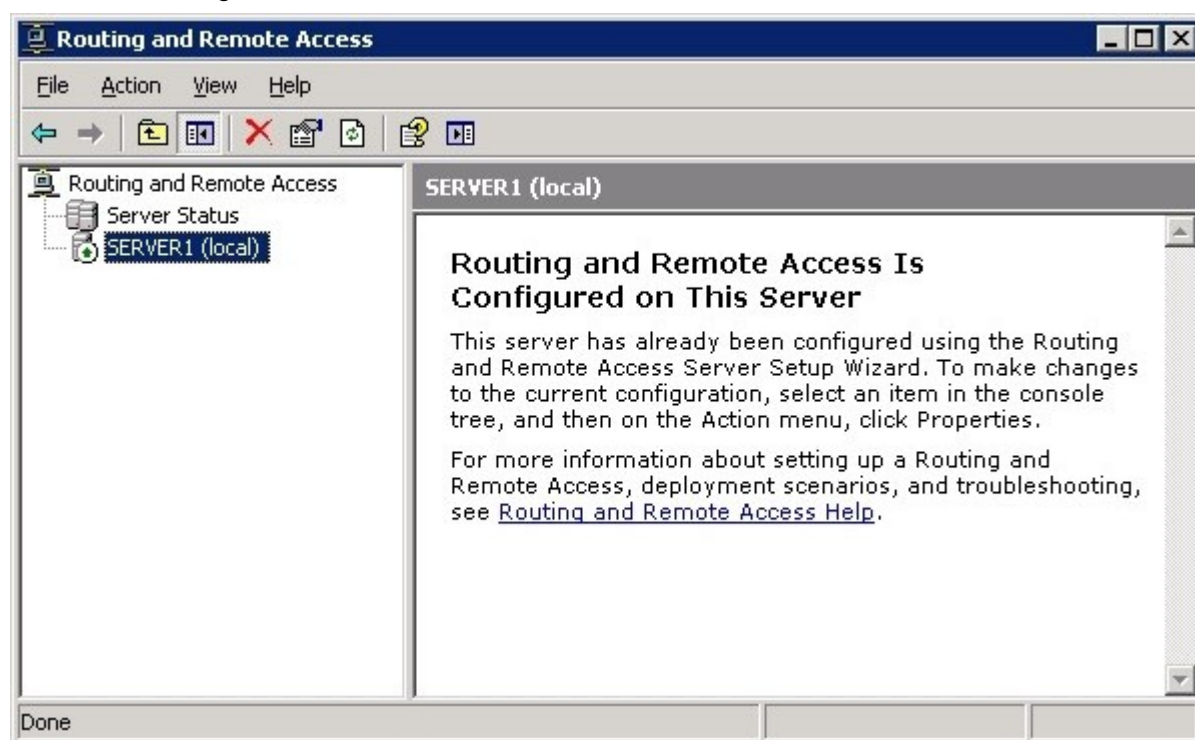 Routing and Remote Access
File Action View Help
Routing and Remote Access
Server Status
SERVER1 (local)
SERVER1 (local)
Routing and Remote Access Is
Configured on This Server
This server has already been configured using the Routing
and Remote Access Server Setup Wizard. To make changes
to the current configuration, select an item in the console
tree, and then on the Action menu, click Properties.
For more information about setting up a Routing and
Remote Access, deployment scenarios, and troubleshooting,
see Routing and Remote Access Help.
Done